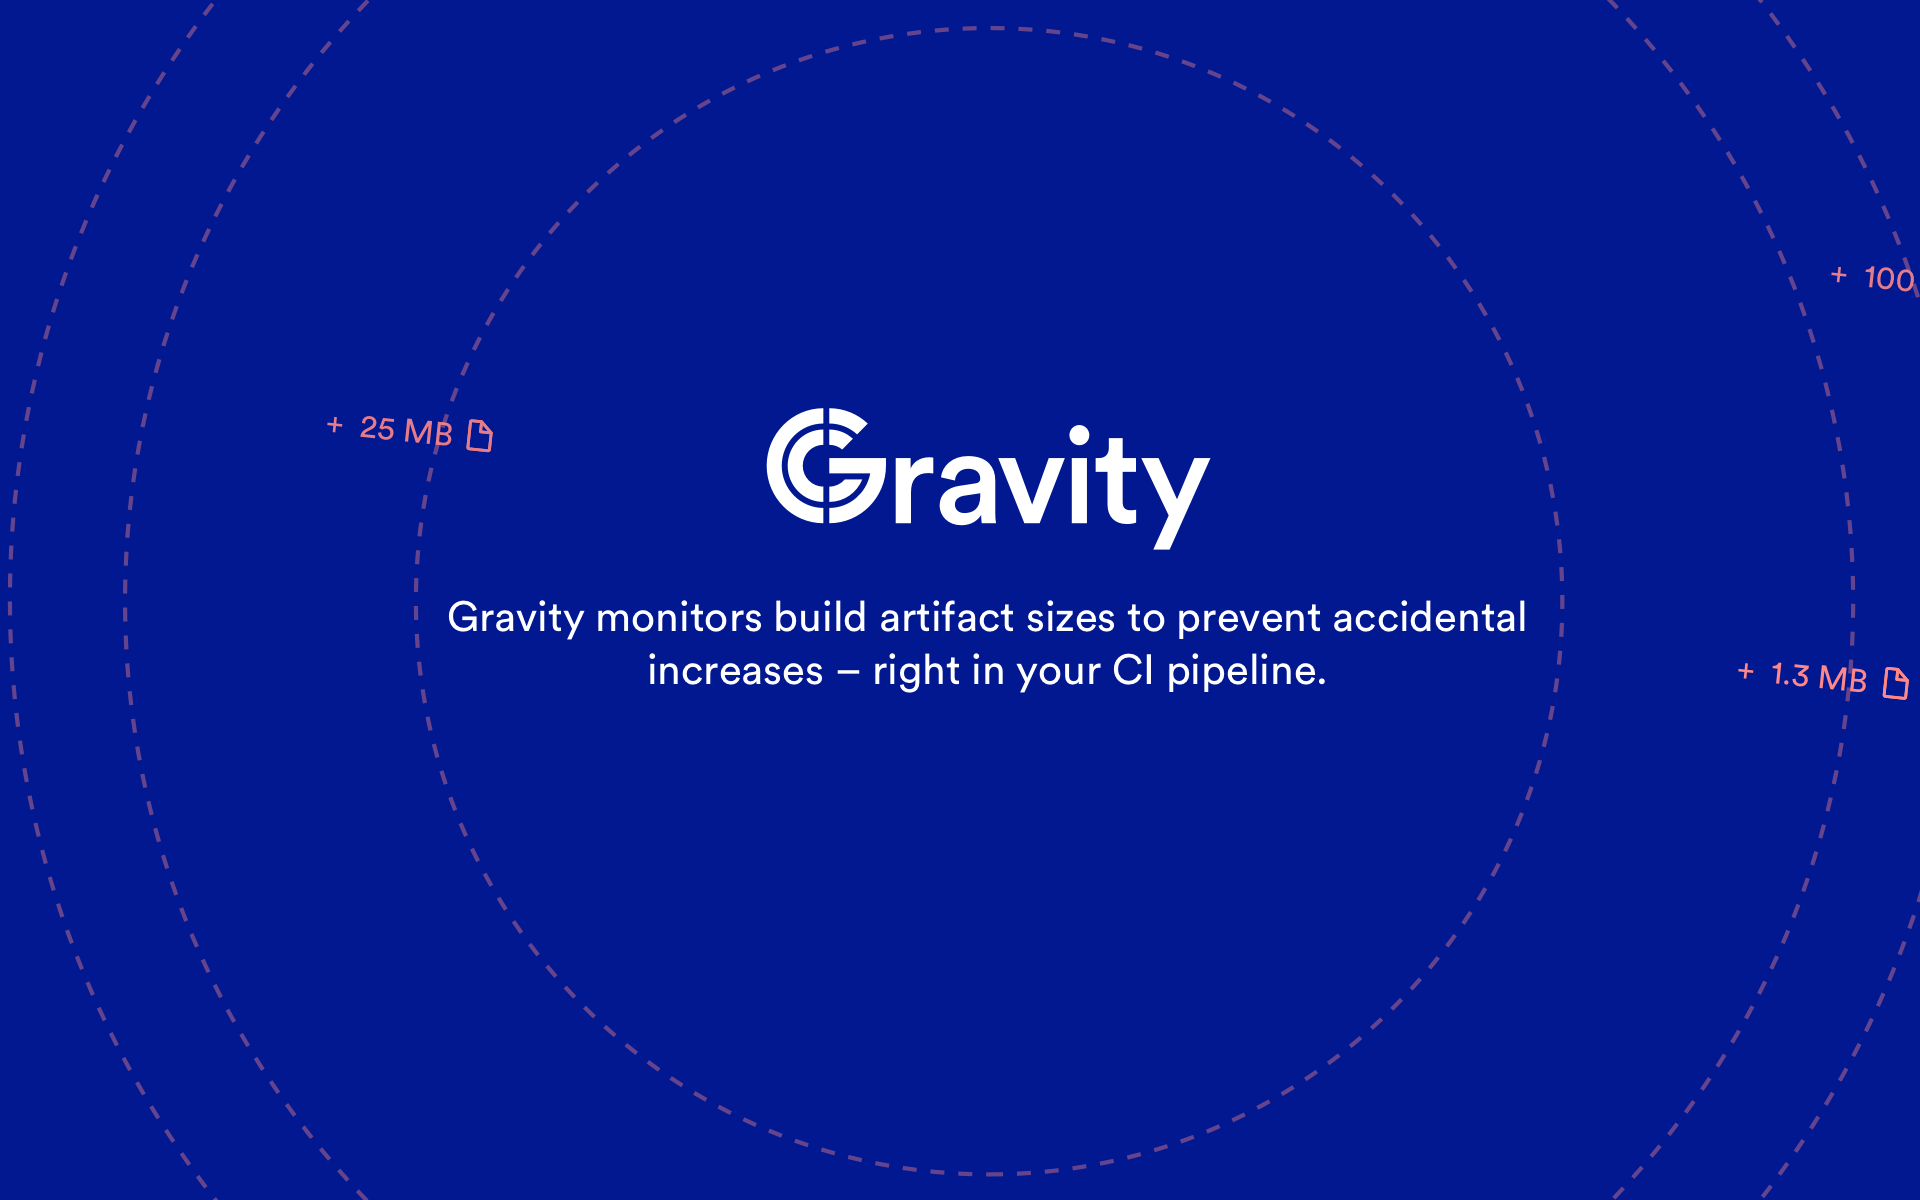 + 100
+ 25 MB
Gravity
Gravity monitors build artifact sizes to prevent accidental
increases – right in your CI pipeline.
+ 1.3 MB